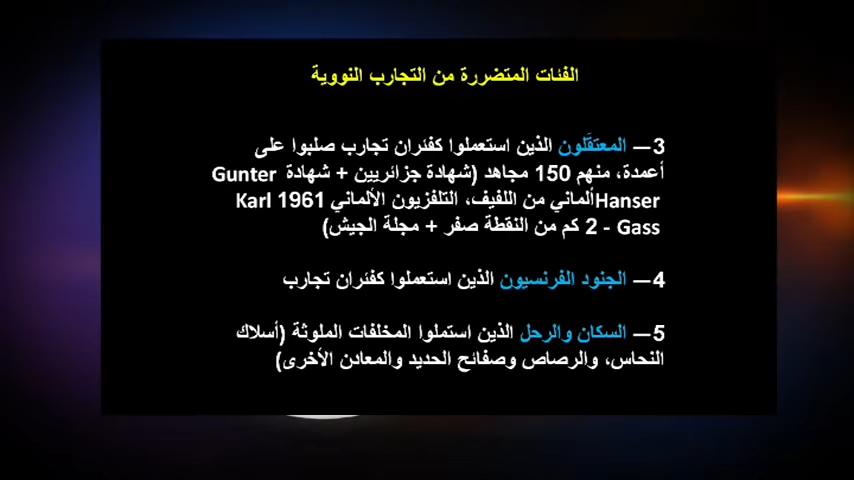 الفئات المتضررة من التجارب النووية
3— المعتقَلون الذين استعملوا كفئران تجارب صلبوا على
أعمدة، منهم 150 مجاهد (شهادة جزائريين + شهادة Gunter
Hanserألماني من اللفيف، التلفزيون الألماني Karl 1961
Gass - 2 كم من النقطة صفر + مجلة الجيش)
4— الجنود الفرنسيون الذين استعملوا كفئران تجارب
5— السكان والرحل الذين استملوا المخلفات الملوثة (أسلاك
النحاس، والرصاص وصفائح الحديد والمعادن الأخرى)